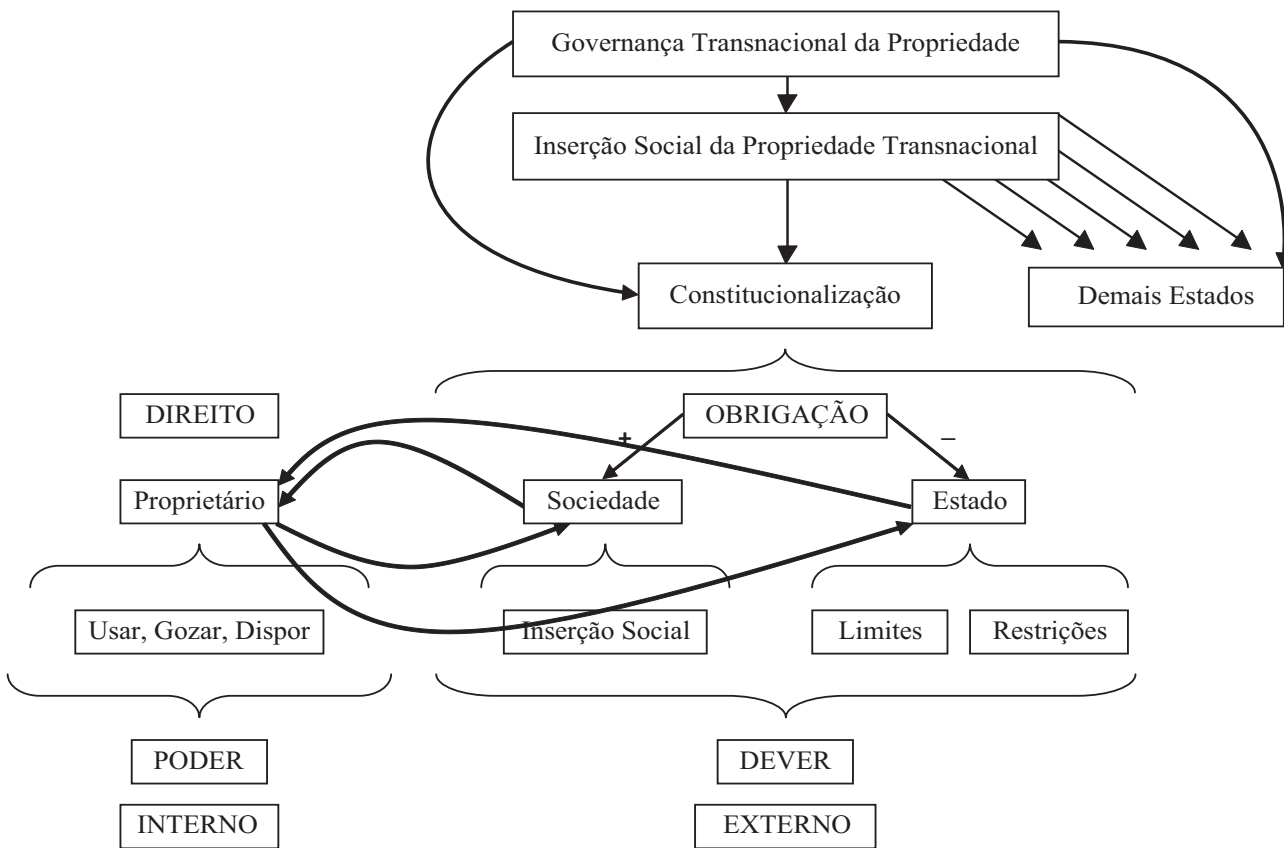 Governança Transnacional da Propriedade
Inserção Social da Propriedade Transnacional
Constitucionalização
Demais Estados
DIREITO
OBRIGAÇÃO
+
–
Proprietário
Sociedade
Estado
Usar, Gozar, Dispor
Inserção Social
Limites
Restrições
PODER
DEVER
INTERNO
EXTERNO